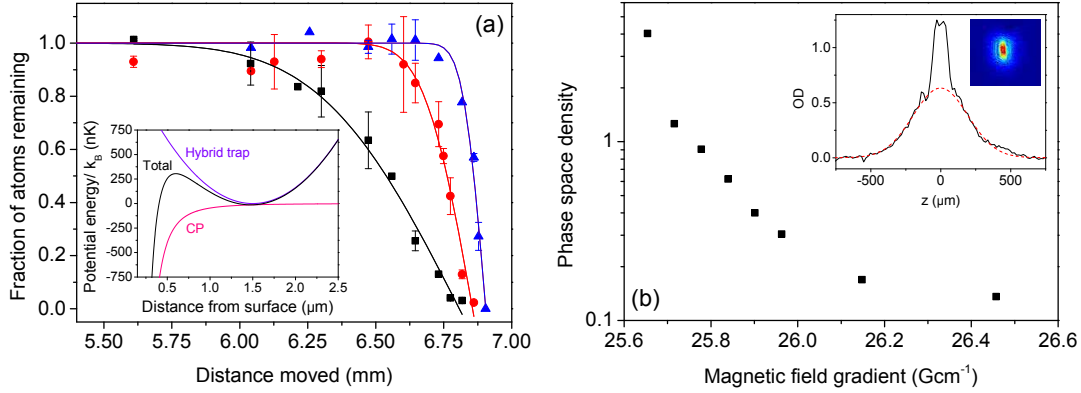 (a)
1.0
0.8
0.6
0.4
0.2
0.0
Fraction of atoms remaining
5.50 5.75 6.00 6.25 6.50 6.75 7.00
Distance moved (mm)
750
500
250
0
-250
-500
-750
Potential energy/ k_B (nK)
Hybrid trap
Total
CP
0.5 1.0 1.5 2.0 2.5
Distance from surface (μm)
(b)
1
0.1
Phase space density
25.6 25.8 26.0 26.2 26.4 26.6
Magnetic field gradient (Gcm⁻¹)
1.0
0.5
0.0
OD
-500 0 500
z (μm)